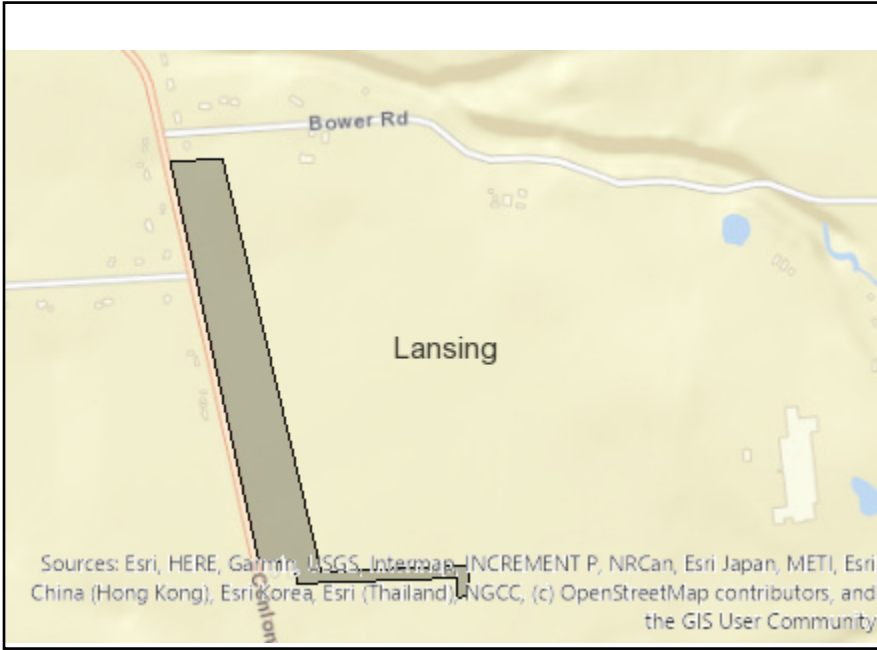 Bower Rd
Lansing
Sources: Esri, HERE, Garmin, USGS, Intermap, INCREMENT P, NRCan, Esri Japan, METI, Esri
China (Hong Kong), Esri Korea, Esri (Thailand), NGCC, (c) OpenStreetMap contributors, and
the GIS User Community